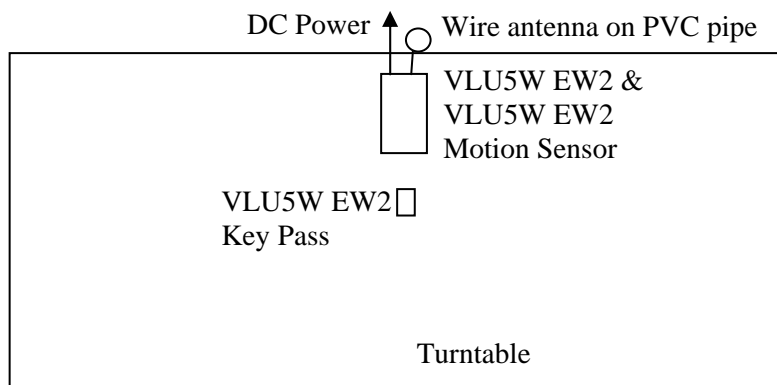 DC Power
Wire antenna on PVC pipe
VLU5W EW2 &
VLU5W EW2
Motion Sensor
VLU5W EW2
Key Pass
Turntable